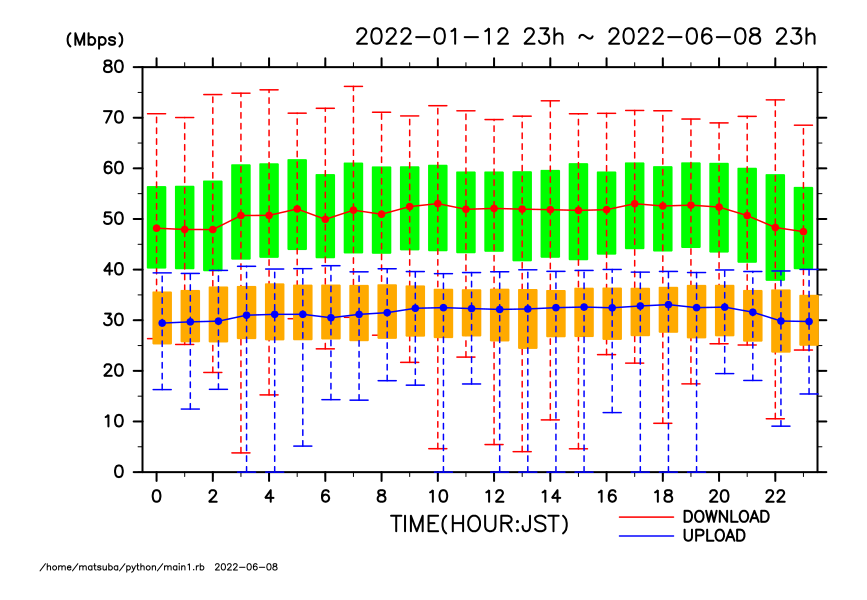 (Mbps) 2022-01-12 23h ~ 2022-06-08 23h
80
70
60
50
40
30
20
10
0
0 2 4 6 8 10 12 14 16 18 20 22
TIME(HOUR:JST)
DOWNLOAD
UPLOAD
/home/matsuba/python/main1.rb 2022-06-08